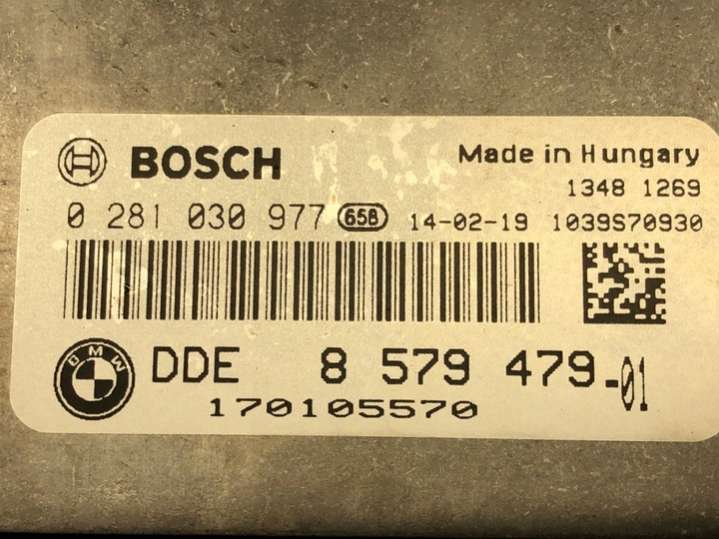 BOSCH
Made in Hungary
1348 1269
0 281 030 977 65B 14-02-19 1039S70930
BMW
DDE 8 579 479-01
170105570